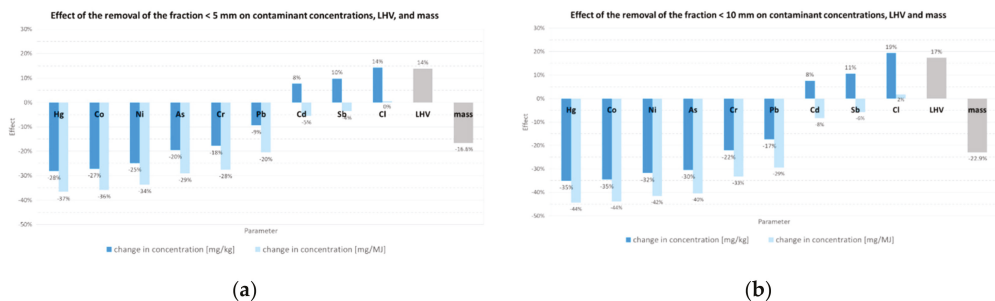 Effect of the removal of the fraction < 5 mm on contaminant concentrations, LHV, and mass
30%
20%
10%
0%
-10%
-20%
-30%
-40%
-50%
Effect
Hg
Co
Ni
As
Cr
Pb
Cd
Sb
Cl
LHV
mass
-28%
-37%
-27%
-36%
-25%
-34%
-20%
-29%
-18%
-28%
-9%
-20%
8%
-5%
10%
14%
0%
14%
-16.6%
Parameter
change in concentration [mg/kg]
change in concentration [mg/MJ]
(a)
Effect of the removal of the fraction < 10 mm on contaminant concentrations, LHV and mass
30%
20%
10%
0%
-10%
-20%
-30%
-40%
-50%
Effect
Hg
Co
Ni
As
Cr
Pb
Cd
Sb
Cl
LHV
mass
-35%
-44%
-35%
-44%
-32%
-42%
-30%
-40%
-22%
-33%
-17%
-29%
8%
-8%
11%
-6%
19%
17%
-22.9%
Parameter
change in concentration [mg/kg]
change in concentration [mg/MJ]
(b)